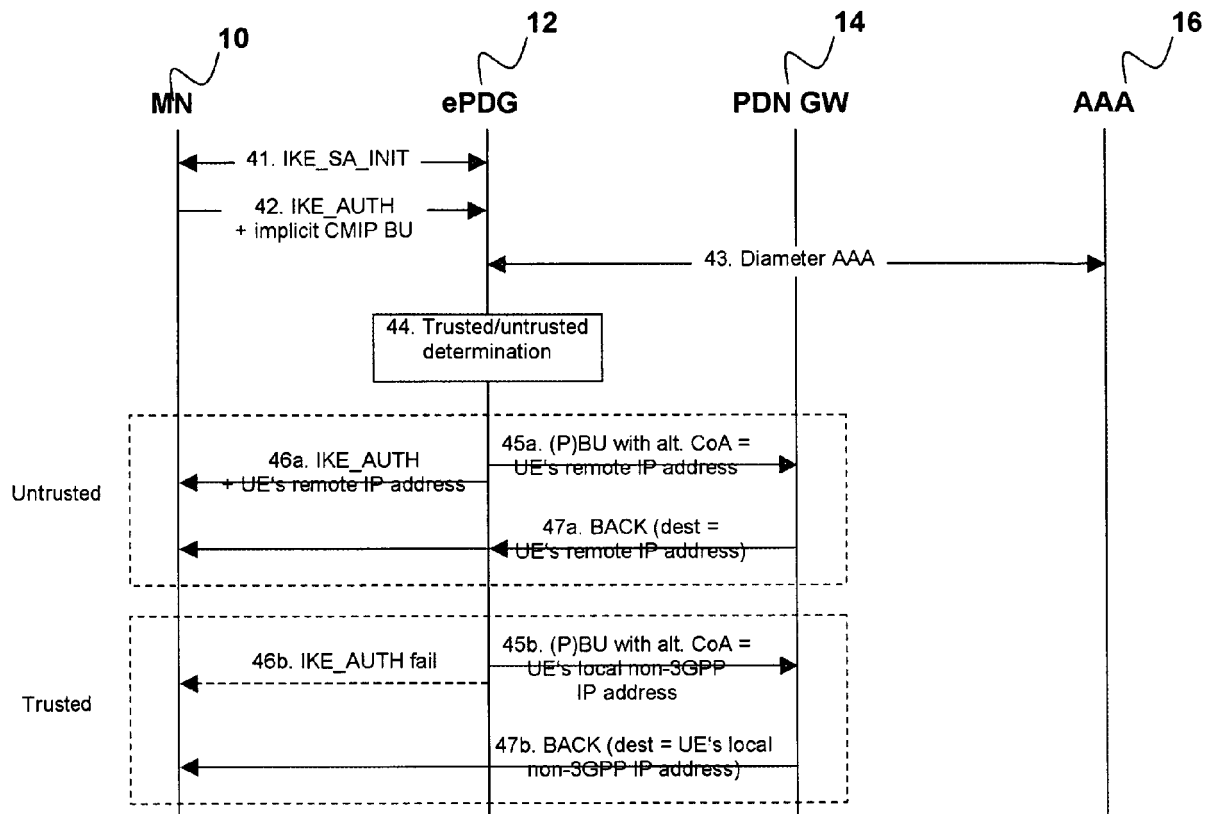 10
12
14
16
MN
ePDG
PDN GW
AAA
41. IKE_SA_INIT
42. IKE_AUTH
+ implicit CMIP BU
43. Diameter AAA
44. Trusted/untrusted
determination
Untrusted
45a. (P)BU with alt. CoA =
UE's remote IP address
46a. IKE_AUTH
+ UE's remote IP address
47a. BACK (dest =
UE's remote IP address)
Trusted
45b. (P)BU with alt. CoA =
UE's local non-3GPP
IP address
46b. IKE_AUTH fail
47b. BACK (dest = UE's local
non-3GPP IP address)